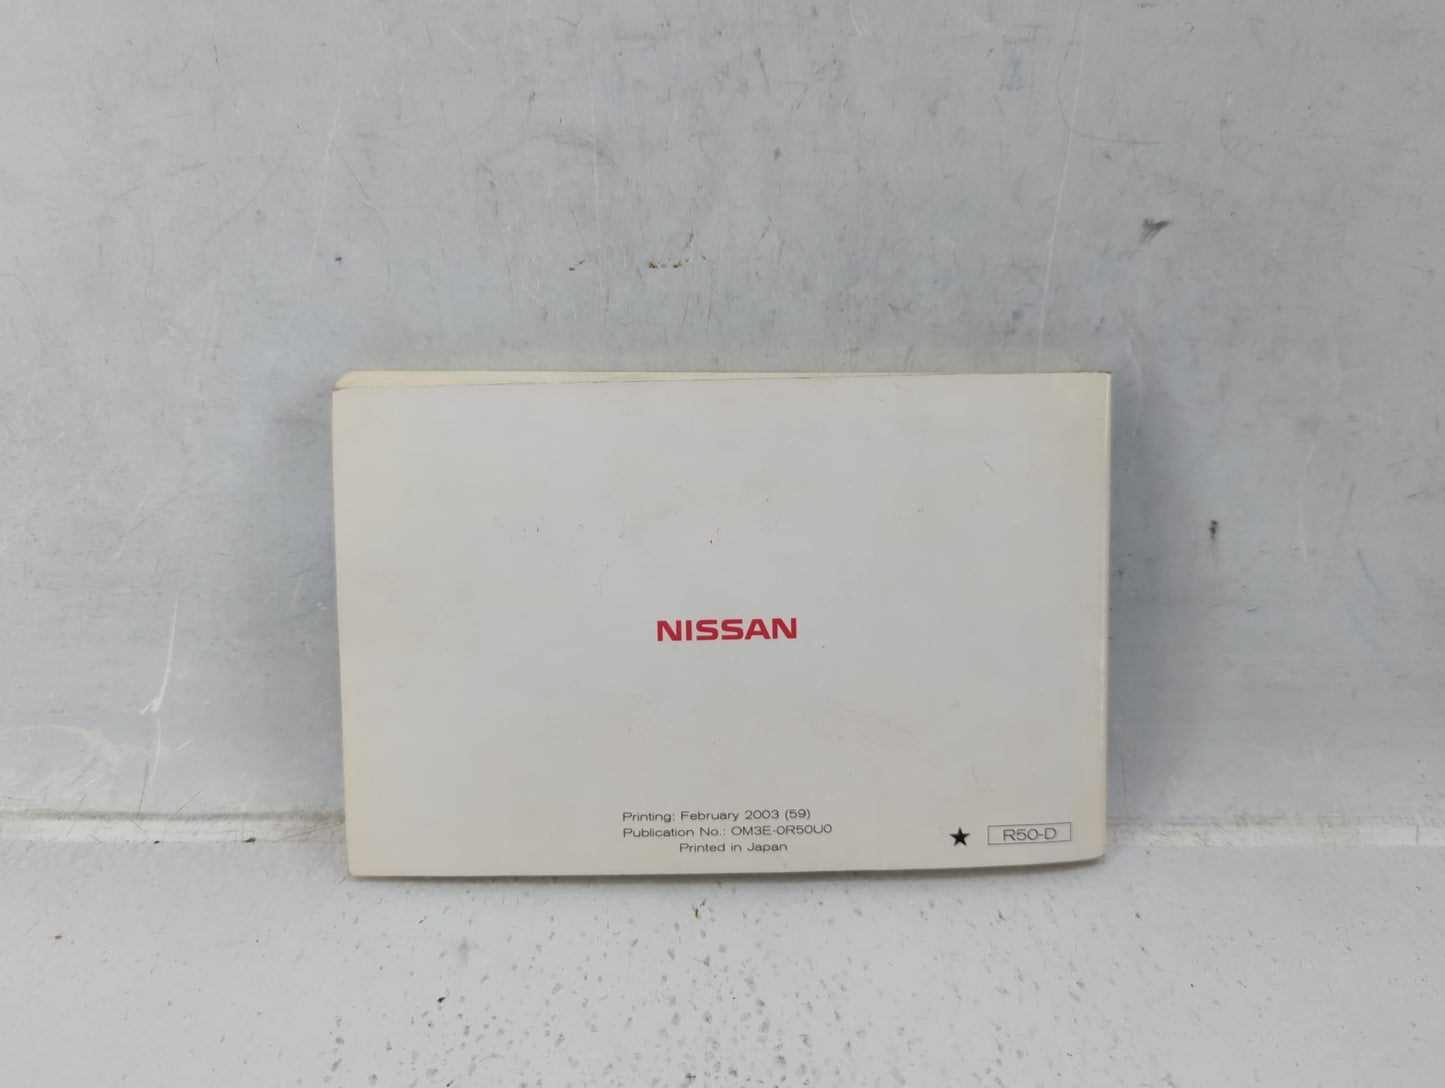 NISSAN
Printing: February 2003 (59)
Publication No.: OM3E-0R50U0
Printed in Japan
★ R50-D